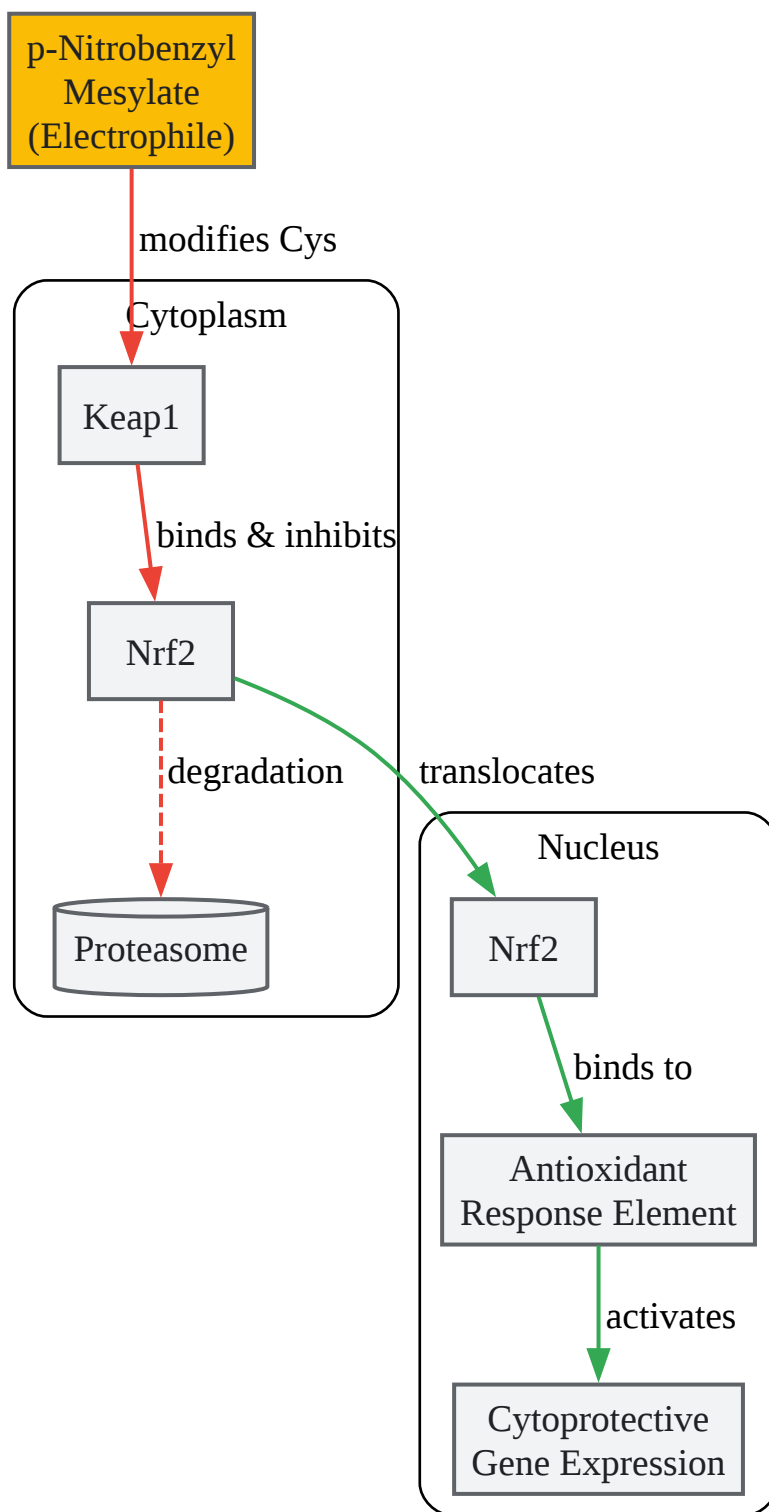 p-Nitrobenzyl
Mesylate
(Electrophile)
modifies Cys
Cytoplasm
Keap1
binds & inhibits
Nrf2
degradation
translocates
Nucleus
Proteasome
Nrf2
binds to
Antioxidant
Response Element
activates
Cytoprotective
Gene Expression